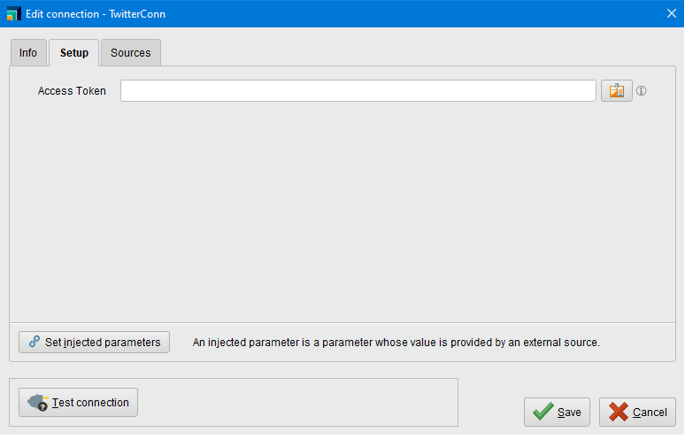 Edit connection - TwitterConn
Info
Setup
Sources
Access Token
Set injected parameters
An injected parameter is a parameter whose value is provided by an external source.
Test connection
Save
Cancel